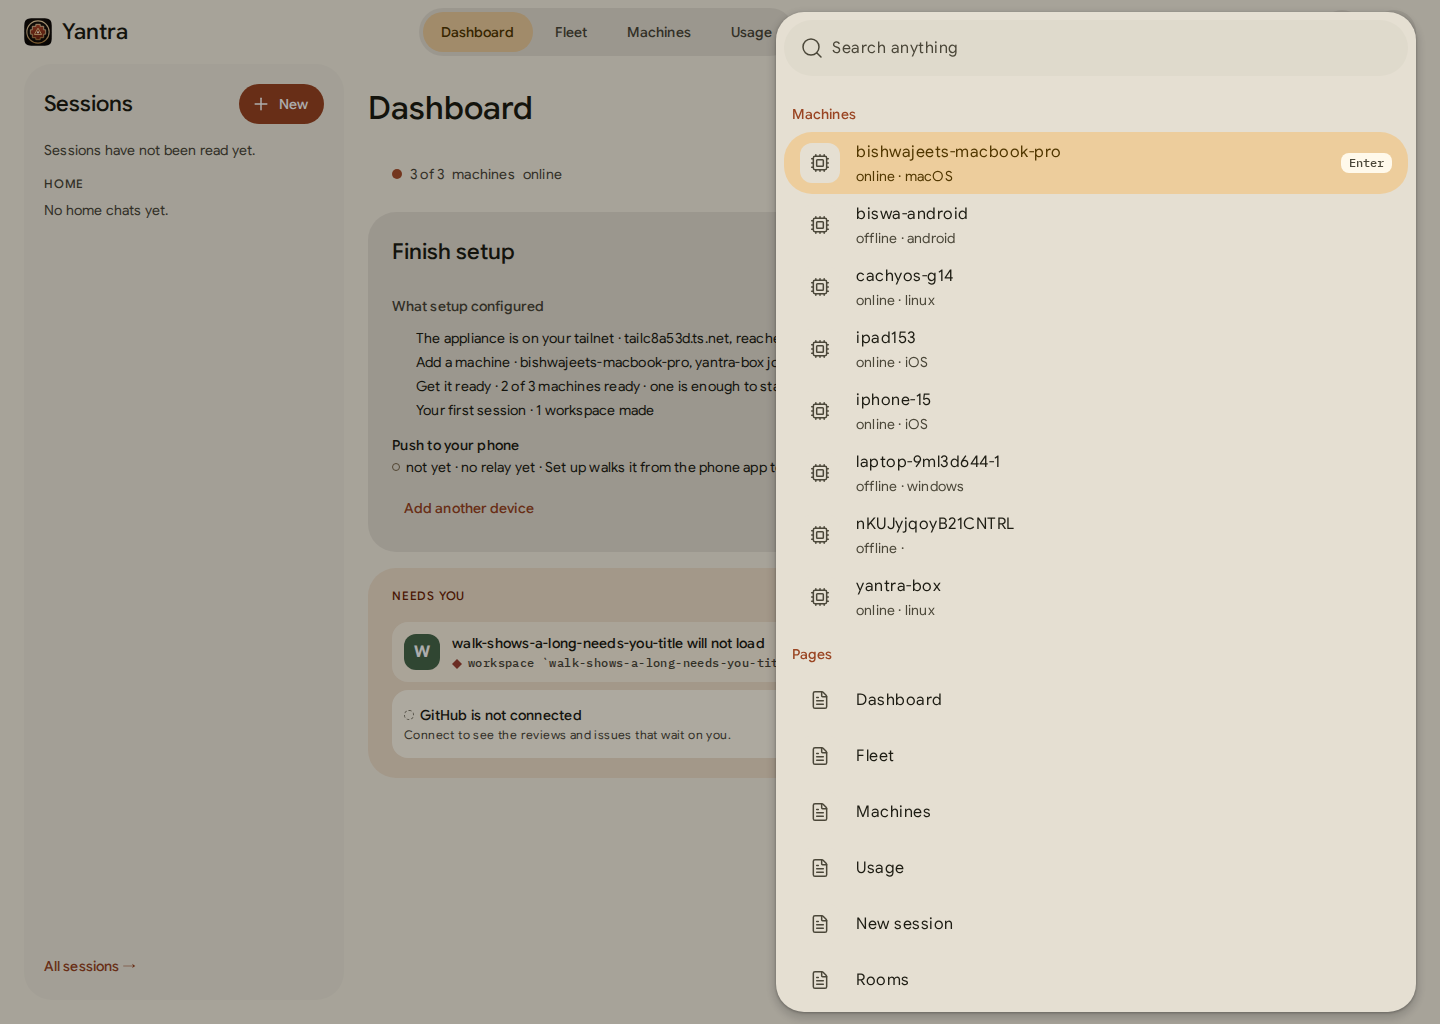 Yantra
Dashboard
Fleet
Machines
Usage
Sessions
New
Sessions have not been read yet.
HOME
No home chats yet.
All sessions →
Dashboard
3 of 3 machines online
Finish setup
What setup configured
The appliance is on your tailnet · tailc8a53d.ts.net, reache
Add a machine · bishwajeets-macbook-pro, yantra-box jo
Get it ready · 2 of 3 machines ready · one is enough to sta
Your first session · 1 workspace made
Push to your phone
not yet · no relay yet · Set up walks it from the phone app t
Add another device
NEEDS YOU
W
walk-shows-a-long-needs-you-title will not load
workspace `walk-shows-a-long-needs-you-tit
GitHub is not connected
Connect to see the reviews and issues that wait on you.
Search anything
Machines
bishwajeets-macbook-pro
online · macOS
Enter
biswa-android
offline · android
cachyos-g14
online · linux
ipad153
online · iOS
iphone-15
online · iOS
laptop-9ml3d644-1
offline · windows
nKUJyjqoyB21CNTRL
offline ·
yantra-box
online · linux
Pages
Dashboard
Fleet
Machines
Usage
New session
Rooms